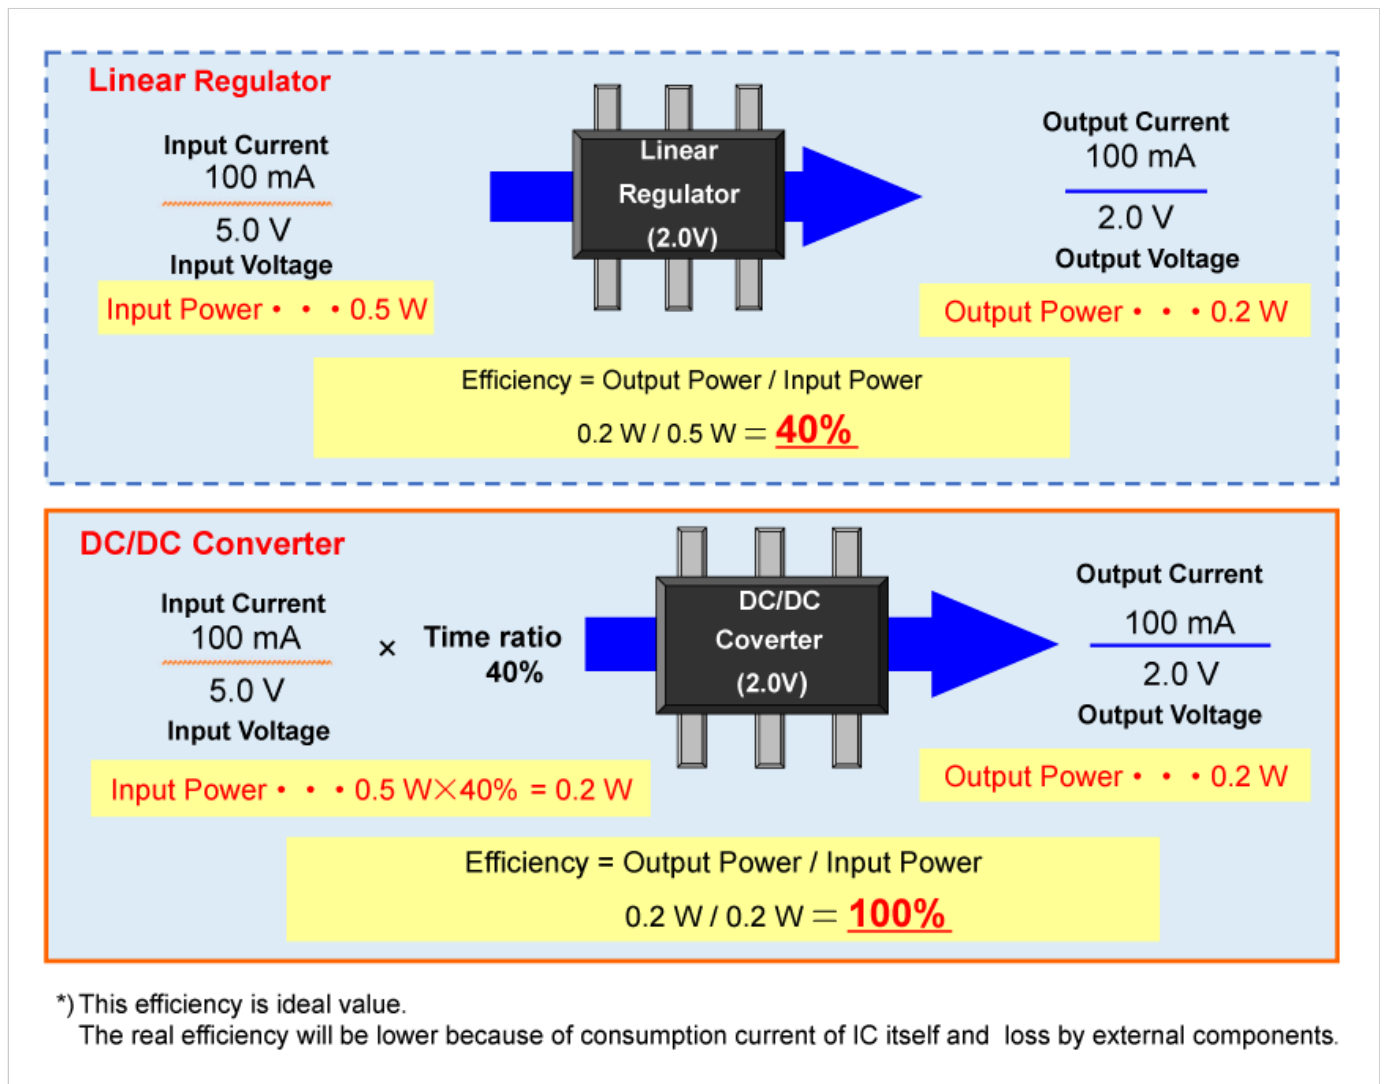 Linear Regulator
Input Current
100 mA
5.0 V
Input Voltage
Input Power・・・0.5 W
Linear
Regulator
(2.0V)
Output Current
100 mA
2.0 V
Output Voltage
Output Power・・・0.2 W
Efficiency = Output Power / Input Power
0.2 W / 0.5 W = 40%
DC/DC Converter
Input Current
100 mA
5.0 V
Input Voltage
×
Time ratio
40%
Input Power・・・0.5 W×40% = 0.2 W
DC/DC
Coverter
(2.0V)
Output Current
100 mA
2.0 V
Output Voltage
Output Power・・・0.2 W
Efficiency = Output Power / Input Power
0.2 W / 0.2 W = 100%
*) This efficiency is ideal value.
The real efficiency will be lower because of consumption current of IC itself and loss by external components.